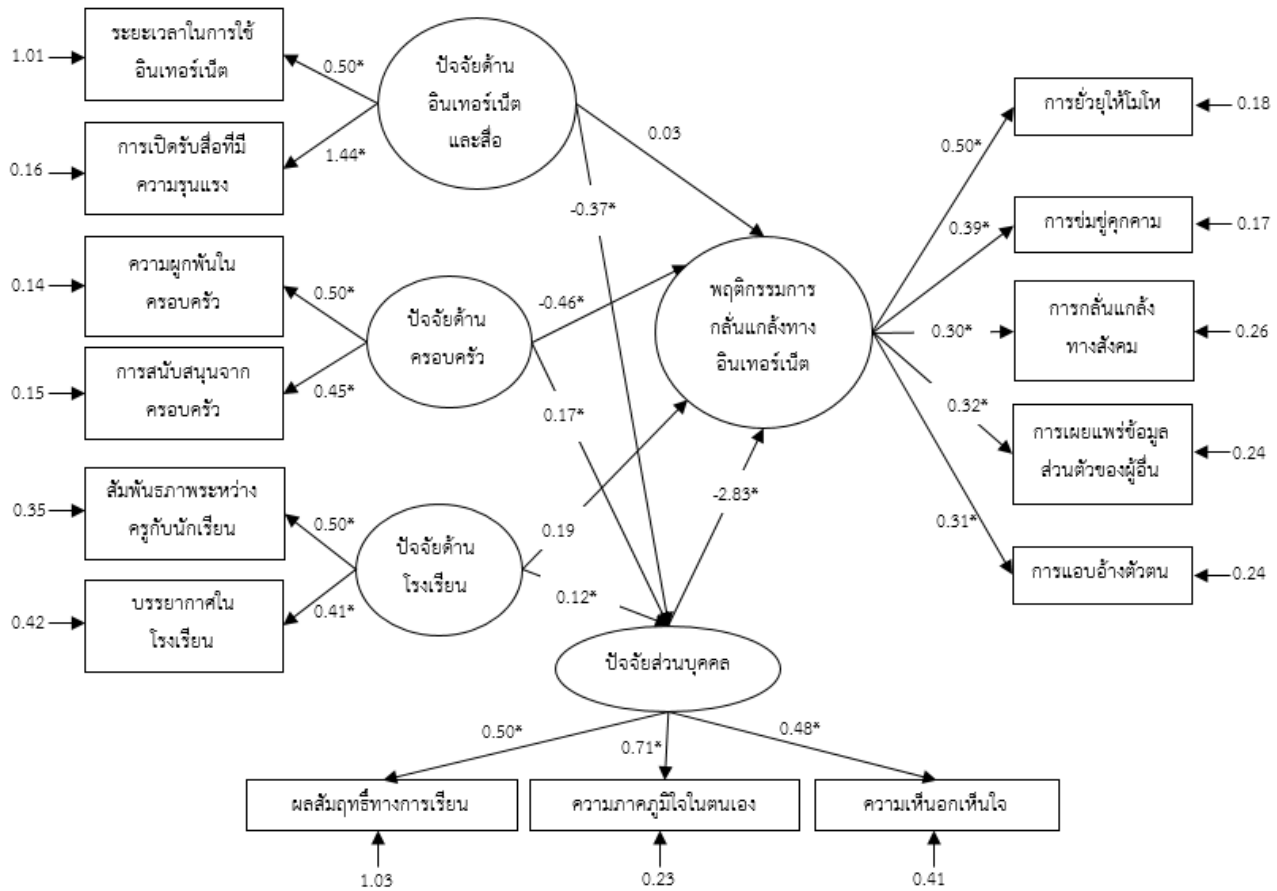 ระยะเวลาในการใช้
อินเทอร์เน็ต
1.01
0.50*
การเปิดรับสื่อที่มี
ความรุนแรง
0.16
1.44*
ปัจจัยด้าน
อินเทอร์เน็ต
และสื่อ
0.03
-0.37*
ความผูกพันใน
ครอบครัว
0.14
0.50*
การสนับสนุนจาก
ครอบครัว
0.15
0.45*
ปัจจัยด้าน
ครอบครัว
-0.46*
0.17*
สัมพันธภาพระหว่าง
ครูกับนักเรียน
0.35
0.50*
บรรยากาศใน
โรงเรียน
0.42
0.41*
ปัจจัยด้าน
โรงเรียน
0.19
0.12*
พฤติกรรมการ
กลั่นแกล้งทาง
อินเทอร์เน็ต
-2.83*
0.50*
การยั่วยุให้โมโห
0.18
0.39*
การข่มขู่คุกคาม
0.17
0.30*
การกลั่นแกล้ง
ทางสังคม
0.26
0.32*
การเผยแพร่ข้อมูล
ส่วนตัวของผู้อื่น
0.24
0.31*
การแอบอ้างตัวตน
0.24
ปัจจัยส่วนบุคคล
0.50*
0.71*
0.48*
ผลสัมฤทธิ์ทางการเรียน
ความภาคภูมิใจในตนเอง
ความเห็นอกเห็นใจ
1.03
0.23
0.41